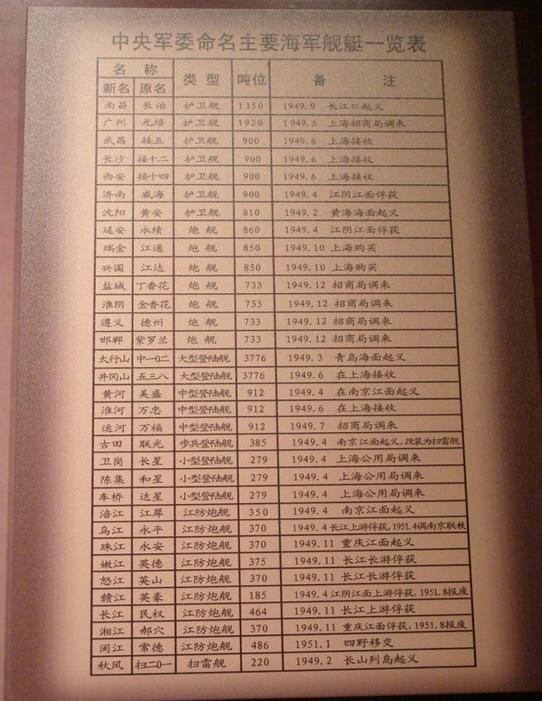 中央军委命名主要海军舰艇一览表
名 称 类 型 吨位 备 注
新名 原名
南昌 长治 护卫舰 1350 1949.9 长江口起义
广州 元培 护卫舰 1920 1949.5 上海招商局调来
武昌 接五 护卫舰 900 1949.6 上海接收
长沙 接十二 护卫舰 900 1949.6 上海接收
西安 接十四 护卫舰 900 1949.6 上海接收
济南 威海 护卫舰 900 1949.4 江阴江面俘获
沈阳 黄安 护卫舰 810 1949.2 黄海海面起义
延安 永绩 炮 舰 860 1949.4 江阴江面俘获
瑞金 江通 炮 舰 850 1949.10 上海购买
兴国 江达 炮 舰 850 1949.10 上海购买
盐城 丁香花 炮 舰 733 1949.12 招商局调来
淮阴 金香花 炮 舰 733 1949.12 招商局调来
遵义 德州 炮 舰 733 1949.12 招商局调来
邯郸 紫罗兰 炮 舰 733 1949.12 招商局调来
太行山 中一0二 大型登陆舰 3776 1949.3 青岛海面起义
井冈山 五三八 大型登陆舰 3776 1949.6 在上海接收
黄河 美盛 中型登陆舰 912 1949.4 在南京江面起义
淮河 万忠 中型登陆舰 912 1949.6 在上海接收
运河 万福 中型登陆舰 912 1949.7 招商局调来
古田 联光 步兵登陆舰 385 1949.4 南京江面起义,改装为扫雷舰
卫岗 长星 小型登陆舰 279 1949.4 上海公用局调来
陈集 和星 小型登陆舰 279 1949.4 上海公用局调来
车桥 达星 小型登陆舰 279 1949.4 上海公用局调来
涪江 江犀 江防炮舰 350 1949.4 南京江面起义
乌江 永平 江防炮舰 370 1949.4 长江上游俘获,1951.4调南京联校
珠江 永安 江防炮舰 370 1949.11 重庆江面起义
嫩江 英德 江防炮舰 375 1949.11 长江长游俘获
怒江 英山 江防炮舰 370 1949.11 长江长游俘获
赣江 英豪 江防炮舰 185 1949.4 江阴江面上游俘获,1951.8报废
长江 民权 江防炮舰 464 1949.11 长江上游俘获
湘江 郝穴 江防炮舰 370 1949.11 重庆江面俘获,1951.8报废
闽江 常德 江防炮舰 486 1951.1 四野移交
秋风 扫二0一 扫雷舰 220 1949.2 长山列岛起义